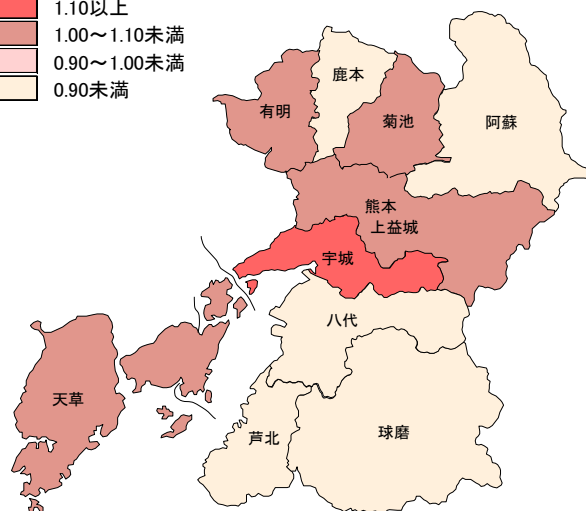 1.10以上
1.00～1.10未満
0.90～1.00未満
0.90未満
鹿本
有明
菊池
阿蘇
熊本
上益城
宇城
八代
天草
芦北
球磨